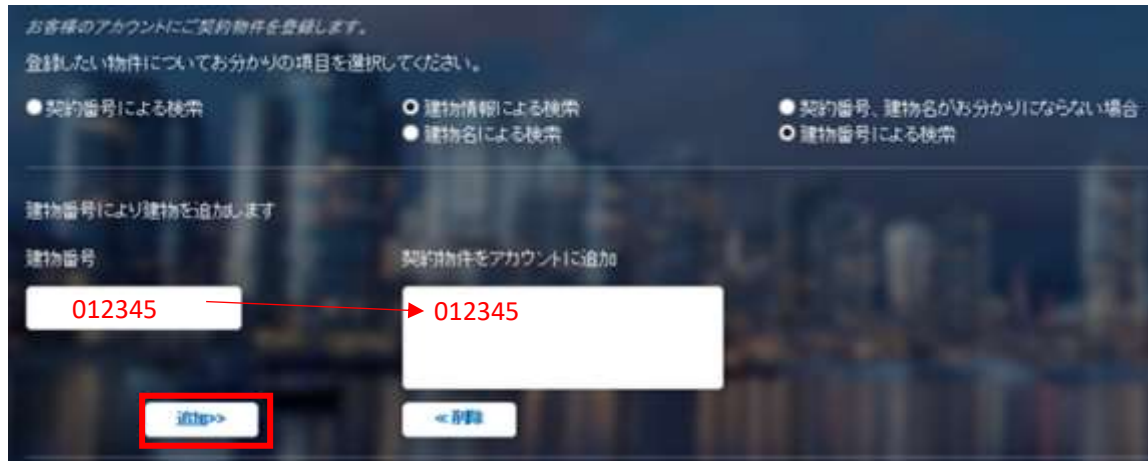 お客様のアカウントにご契約物件を登録します。
登録したい物件についてお分かりの項目を選択してください。
契約番号による検索
建物情報による検索
契約番号、建物名がお分かりにならない場合
建物名による検索
建物番号による検索
建物番号により建物を追加します
建物番号
契約物件をアカウントに追加
012345
012345
追加>>
≪削除